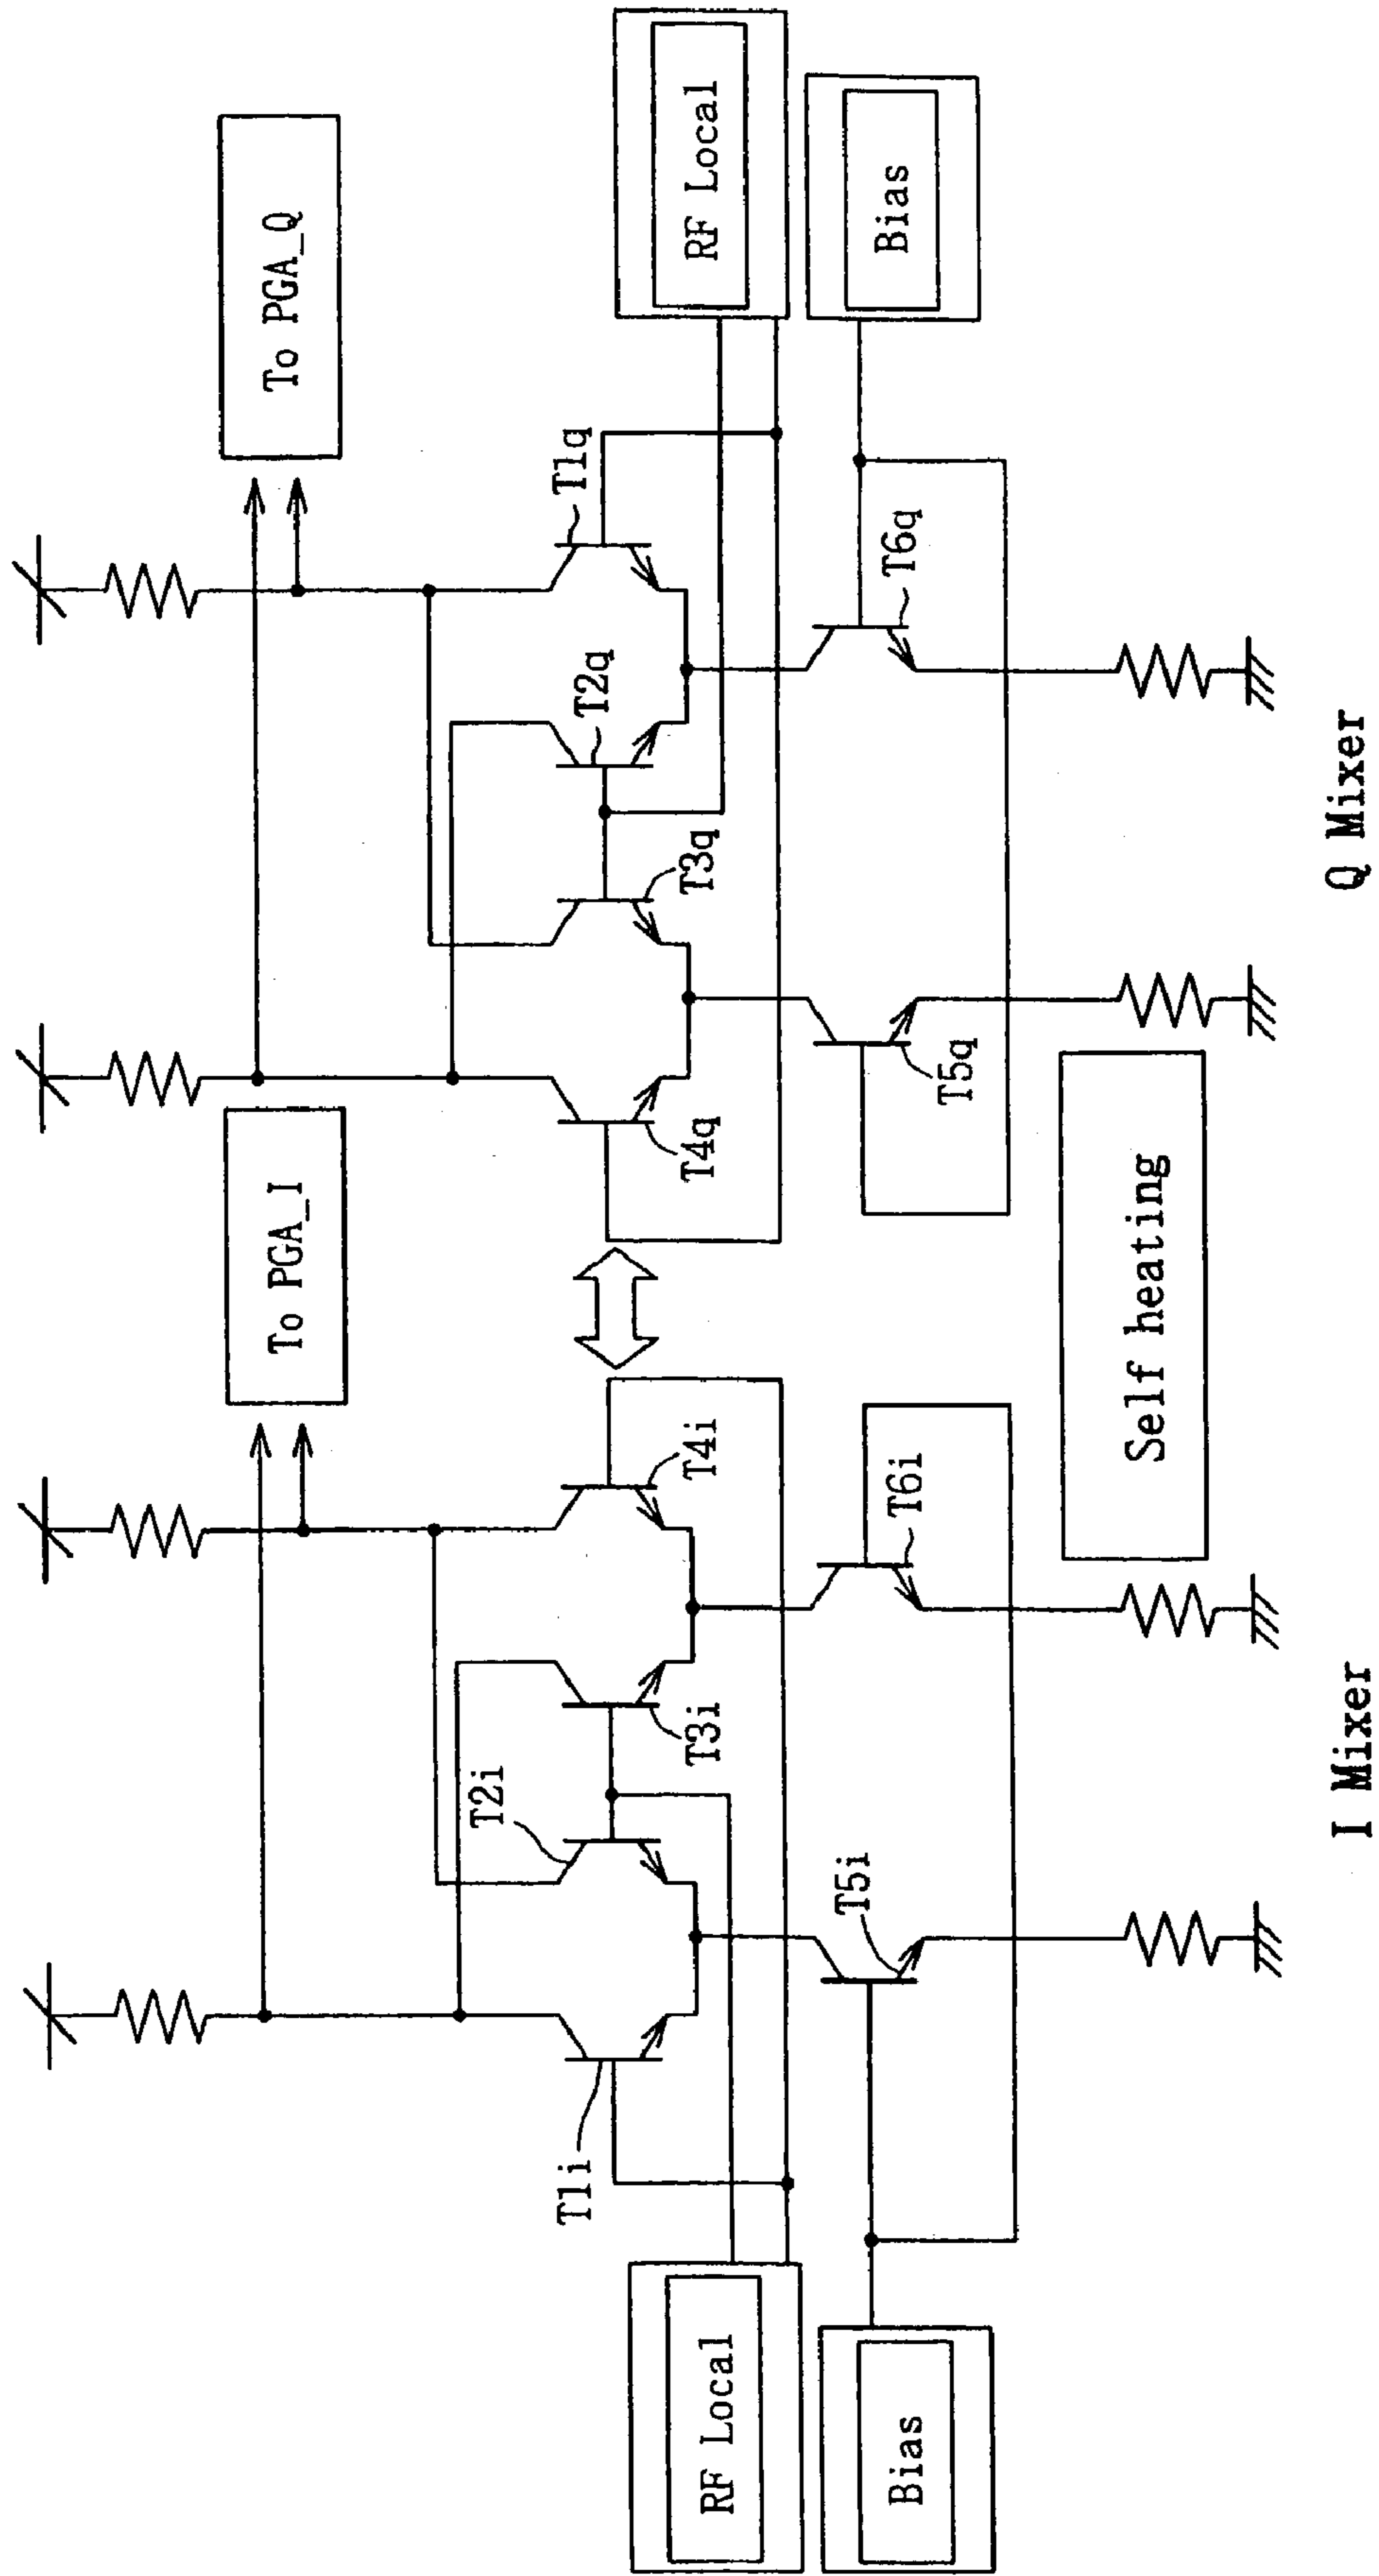 To PGA_I
To PGA_Q
T1i
T2i
T3i
T4i
T4q
T3q
T2q
T1q
RF Local
RF Local
T5i
T6i
T5q
T6q
Bias
Bias
Self heating
I Mixer
Q Mixer